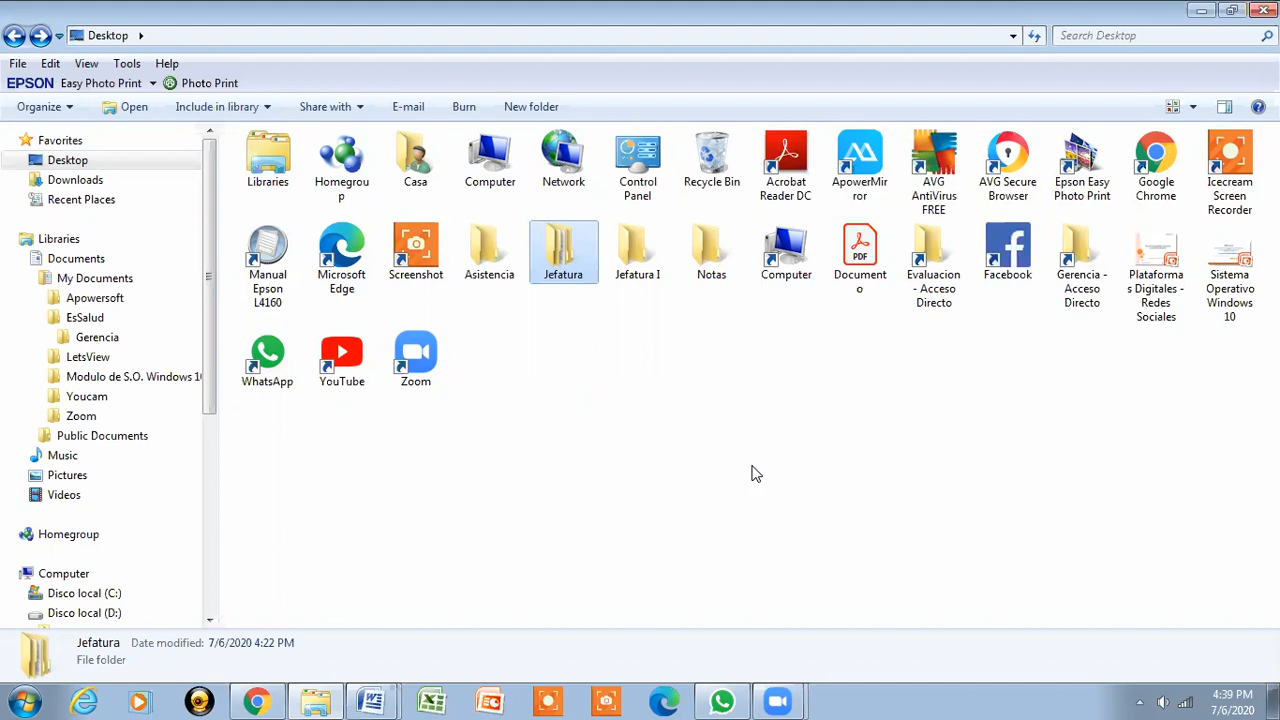 Desktop
Search Desktop
File Edit View Tools Help
EPSON Easy Photo Print Photo Print
Organize Open Include in library Share with E-mail Burn New folder
Favorites
Desktop
Downloads
Recent Places
Libraries
Documents
My Documents
Apowersoft
EsSalud
Gerencia
LetsView
Modulo de S.O. Windows 10
Youcam
Zoom
Public Documents
Music
Pictures
Videos
Homegroup
Computer
Disco local (C:)
Disco local (D:)
Libraries
Homegrou
p
Casa
Computer
Network
Control
Panel
Recycle Bin
Acrobat
Reader DC
ApowerMir
ror
AVG
AntiVirus
FREE
AVG Secure
Browser
Epson Easy
Photo Print
Google
Chrome
Icecream
Screen
Recorder
Manual
Epson
L4160
Microsoft
Edge
Screenshot
Asistencia
Jefatura
Jefatura I
Notas
Computer
PDF
Document
o
Evaluacion
- Acceso
Directo
Facebook
Gerencia -
Acceso
Directo
Plataforma
s Digitales -
Redes
Sociales
Sistema
Operativo
Windows
10
WhatsApp
YouTube
Zoom
Jefatura Date modified: 7/6/2020 4:22 PM
File folder
4:39 PM
7/6/2020